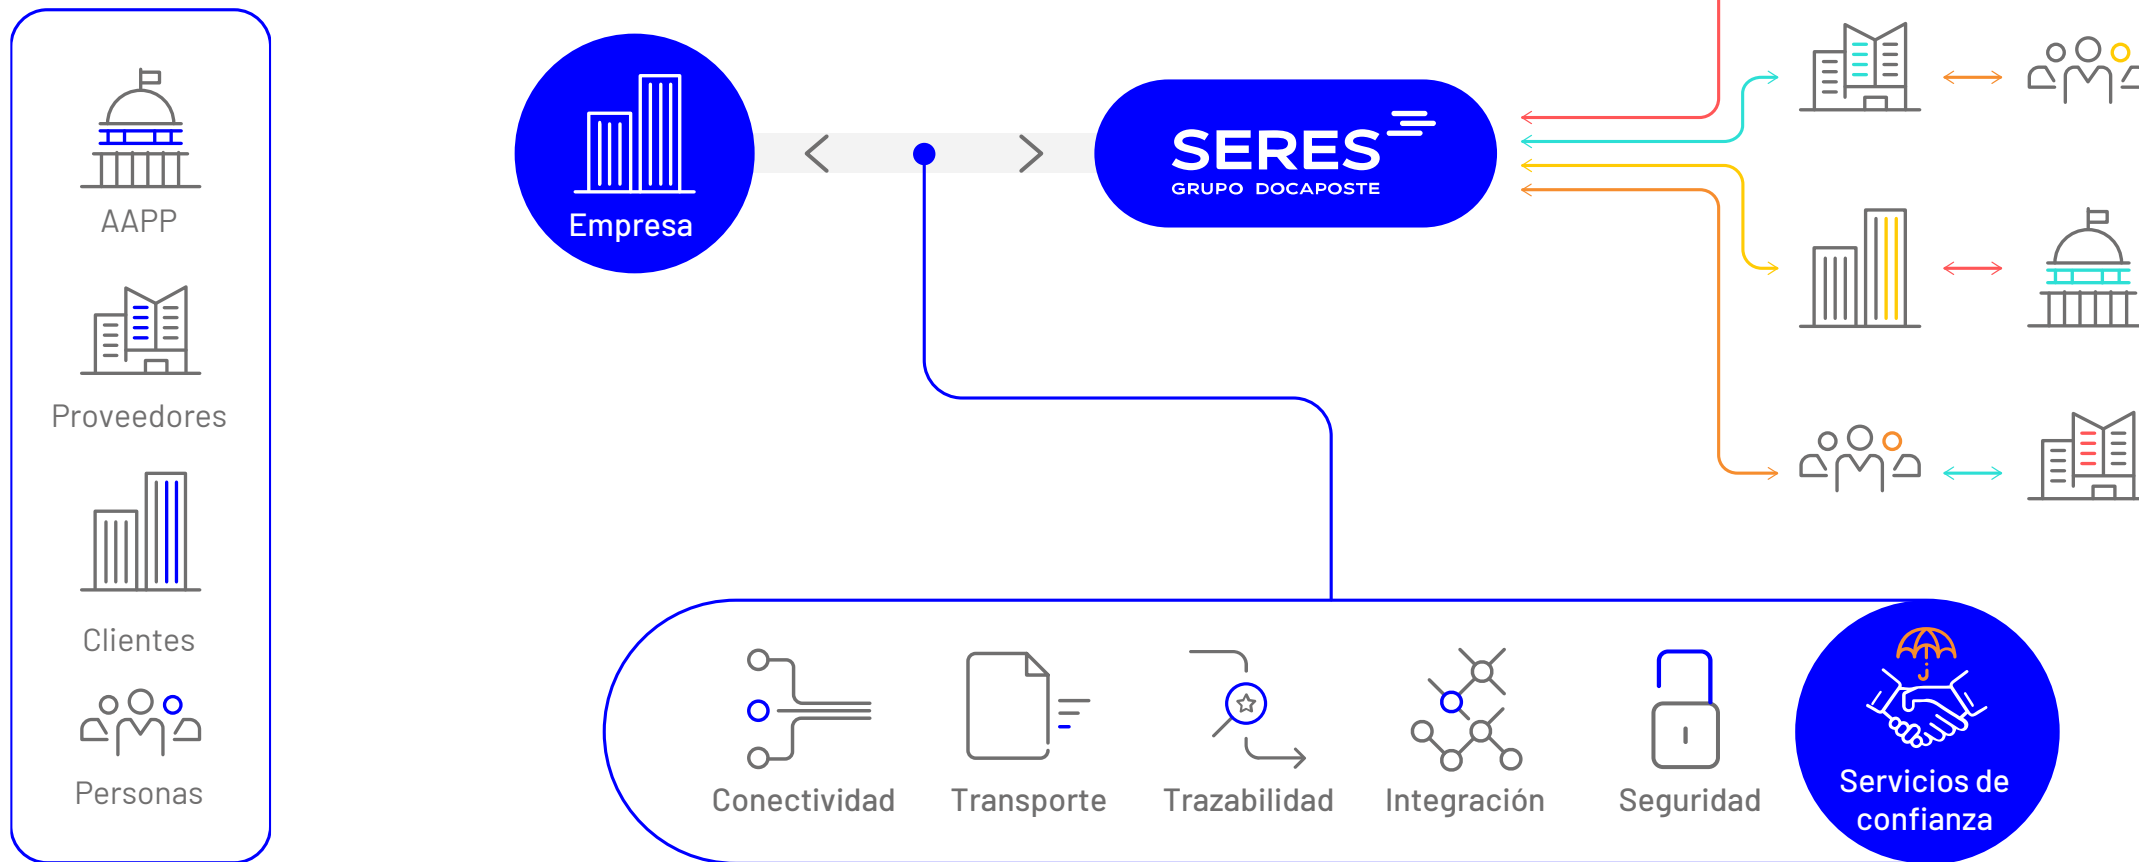 AAPP
Proveedores
Clientes
Personas
Empresa
SERES
GRUPO DOCAPOSTE
Conectividad
Transporte
Trazabilidad
Integración
Seguridad
Servicios de
confianza